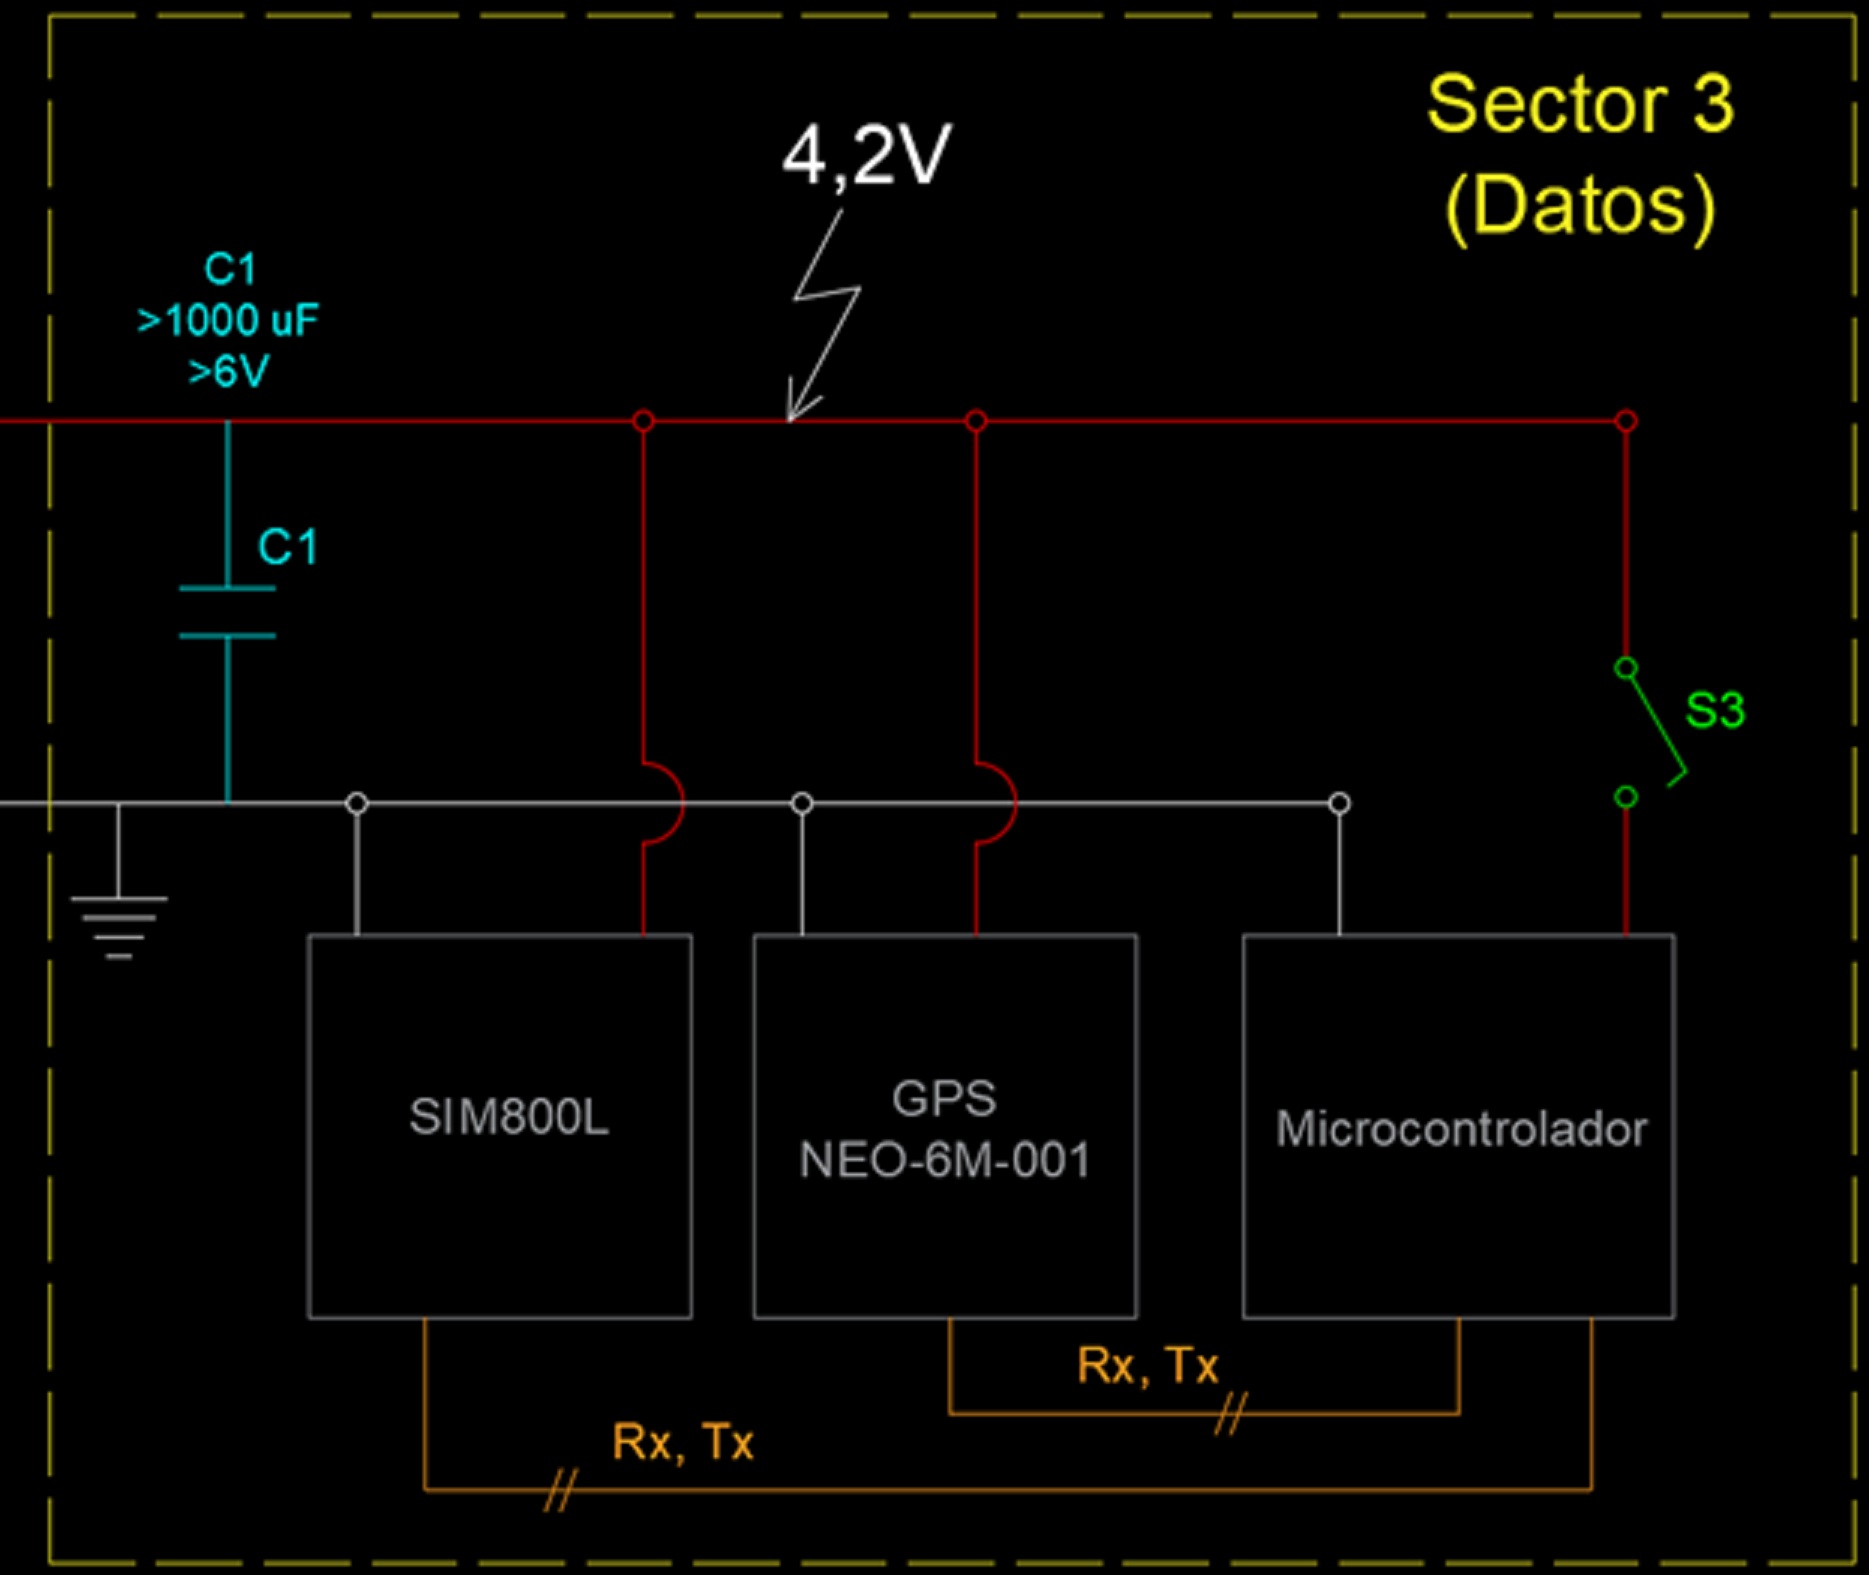 Sector 3
(Datos)
4,2V
C1
>1000 uF
>6V
C1
S3
SIM800L
GPS
NEO-6M-001
Microcontrolador
Rx, Tx
Rx, Tx